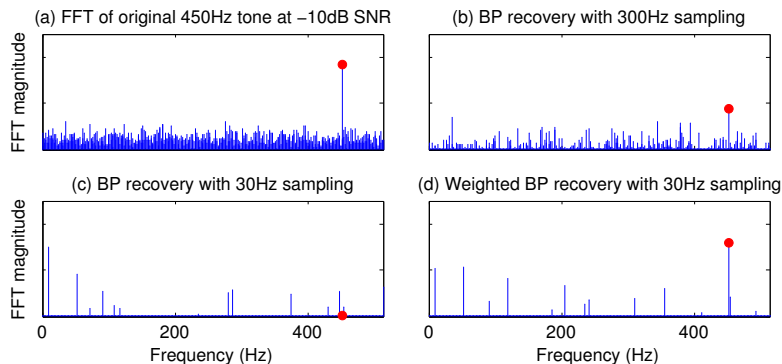 (a) FFT of original 450Hz tone at −10dB SNR
(b) BP recovery with 300Hz sampling
FFT magnitude
(c) BP recovery with 30Hz sampling
(d) Weighted BP recovery with 30Hz sampling
FFT magnitude
0 200 400
0 200 400
Frequency (Hz)
Frequency (Hz)